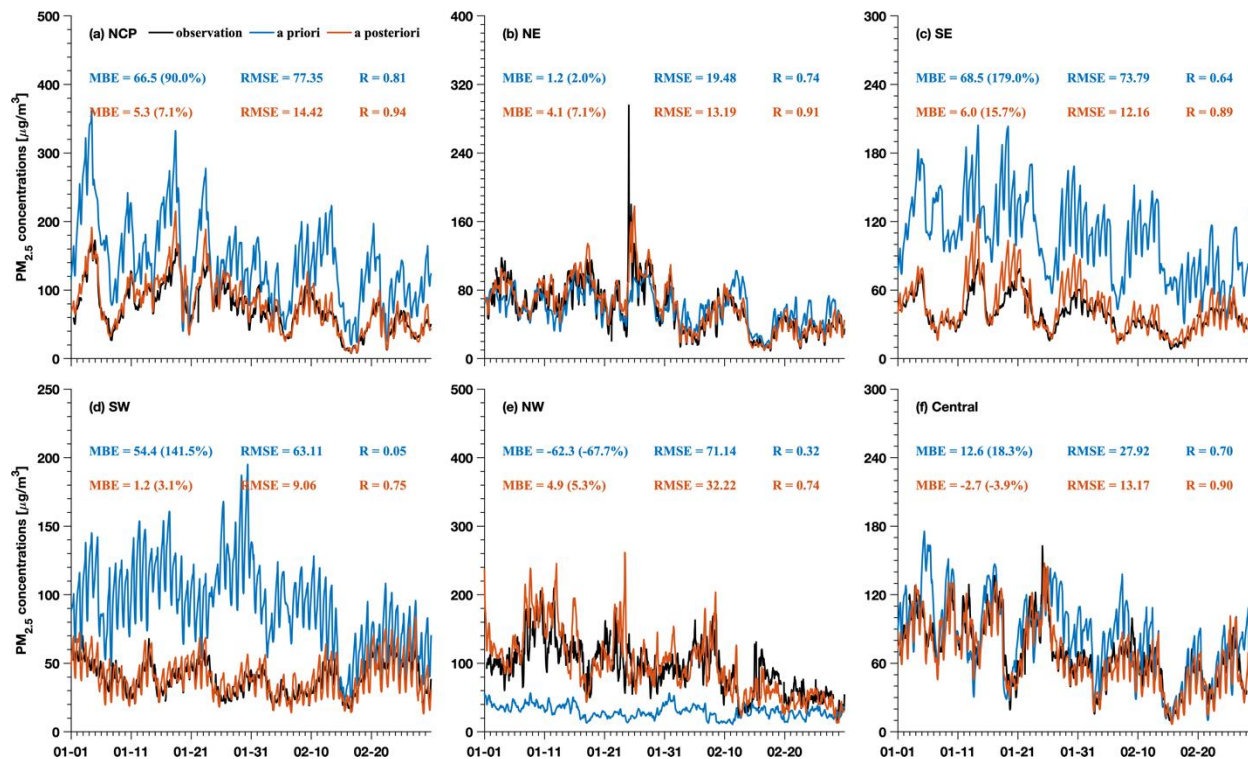 (a) NCP observation a priori a posteriori
MBE = 66.5 (90.0%) RMSE = 77.35 R = 0.81
MBE = 5.3 (7.1%) RMSE = 14.42 R = 0.94
500
400
300
200
100
0
PM2.5 concentrations [µg/m3]
(b) NE
MBE = 1.2 (2.0%) RMSE = 19.48 R = 0.74
MBE = 4.1 (7.1%) RMSE = 13.19 R = 0.91
400
320
240
160
80
0
(c) SE
MBE = 68.5 (179.0%) RMSE = 73.79 R = 0.64
MBE = 6.0 (15.7%) RMSE = 12.16 R = 0.89
300
240
180
120
60
0
(d) SW
MBE = 54.4 (141.5%) RMSE = 63.11 R = 0.05
MBE = 1.2 (3.1%) RMSE = 9.06 R = 0.75
250
200
150
100
50
0
PM2.5 concentrations [µg/m3]
01-01 01-11 01-21 01-31 02-10 02-20
(e) NW
MBE = -62.3 (-67.7%) RMSE = 71.14 R = 0.32
MBE = 4.9 (5.3%) RMSE = 32.22 R = 0.74
500
400
300
200
100
0
01-01 01-11 01-21 01-31 02-10 02-20
(f) Central
MBE = 12.6 (18.3%) RMSE = 27.92 R = 0.70
MBE = -2.7 (-3.9%) RMSE = 13.17 R = 0.90
300
240
180
120
60
0
01-01 01-11 01-21 01-31 02-10 02-20